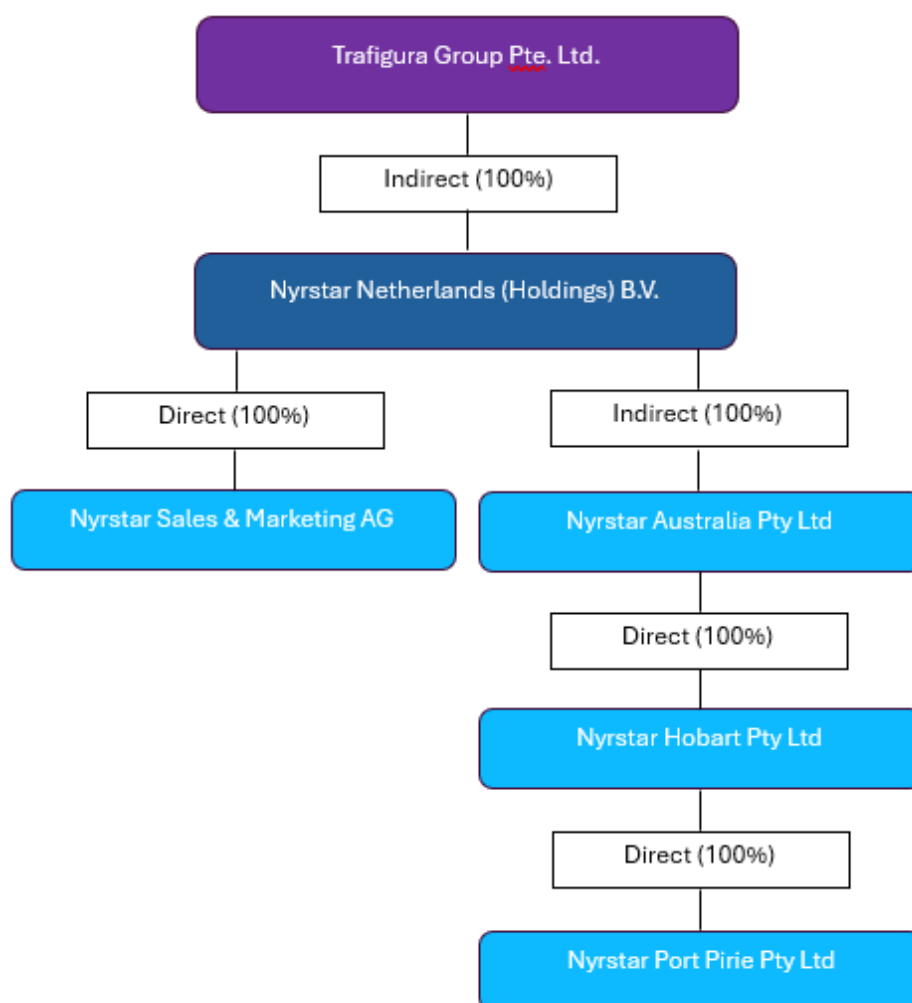 Trafigura Group Pte. Ltd.
Indirect (100%)
Nyrstar Netherlands (Holdings) B.V.
Direct (100%)
Indirect (100%)
Nyrstar Sales & Marketing AG
Nyrstar Australia Pty Ltd
Direct (100%)
Nyrstar Hobart Pty Ltd
Direct (100%)
Nyrstar Port Pirie Pty Ltd